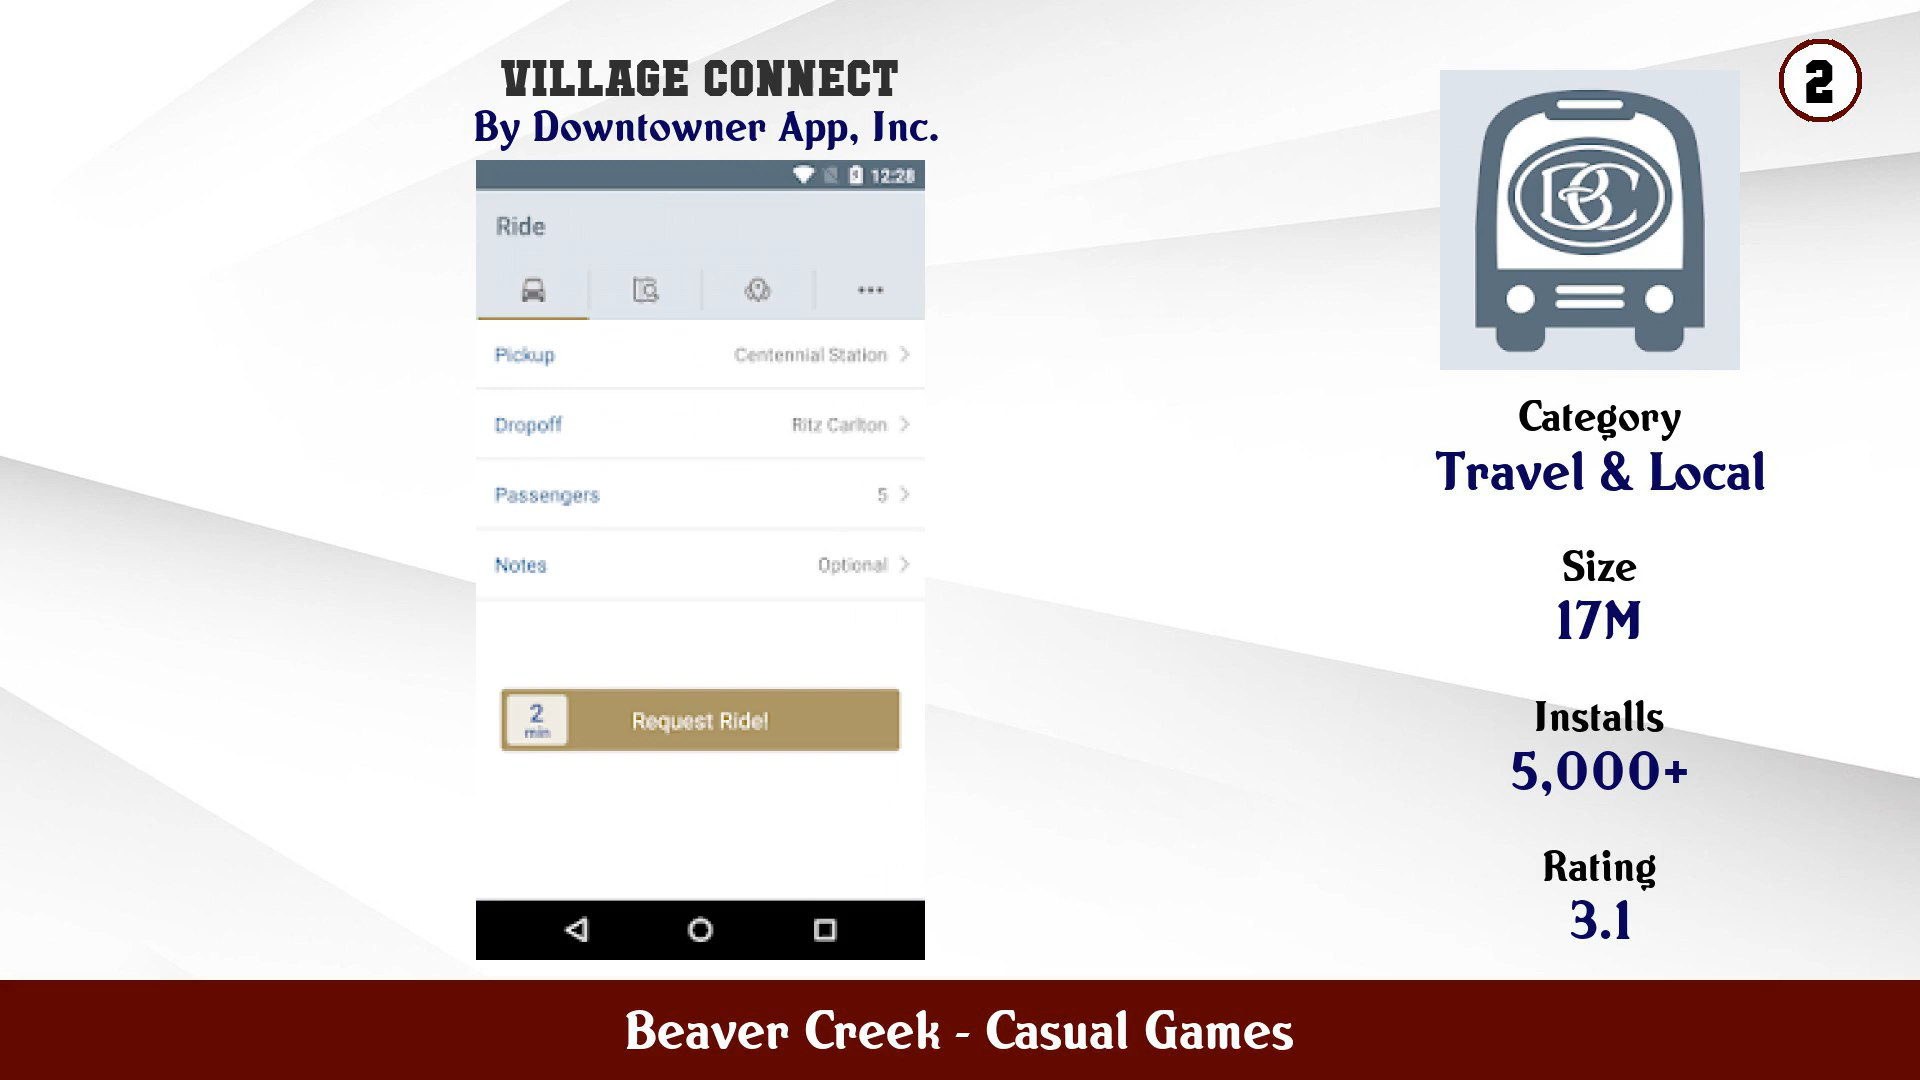 VILLAGE CONNECT
By Downtowner App, Inc.
2
12:28
Ride
Pickup Centennial Station
Dropoff Ritz Carlton
Passengers 5
Notes Optional
2 min Request Ride!
BC
Category
Travel & Local
Size
17M
Installs
5,000+
Rating
3.1
Beaver Creek - Casual Games